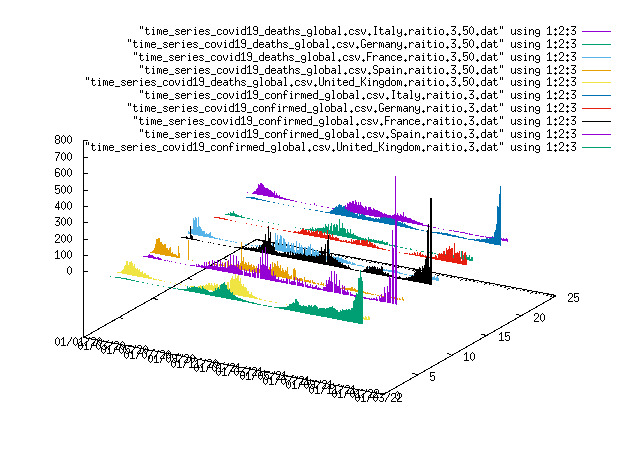 "time_series_covid19_deaths_global.csv.Italy.raitio.3.50.dat" using 1:2:3
"time_series_covid19_deaths_global.csv.Germany.raitio.3.50.dat" using 1:2:3
"time_series_covid19_deaths_global.csv.France.raitio.3.50.dat" using 1:2:3
"time_series_covid19_deaths_global.csv.Spain.raitio.3.50.dat" using 1:2:3
"time_series_covid19_deaths_global.csv.United_Kingdom.raitio.3.50.dat" using 1:2:3
"time_series_covid19_confirmed_global.csv.Italy.raitio.3.dat" using 1:2:3
"time_series_covid19_confirmed_global.csv.Germany.raitio.3.dat" using 1:2:3
"time_series_covid19_confirmed_global.csv.France.raitio.3.dat" using 1:2:3
"time_series_covid19_confirmed_global.csv.Spain.raitio.3.dat" using 1:2:3
"time_series_covid19_confirmed_global.csv.United_Kingdom.raitio.3.dat" using 1:2:3
800
700
600
500
400
300
200
100
0
25
20
15
10
5
0
01/03/22